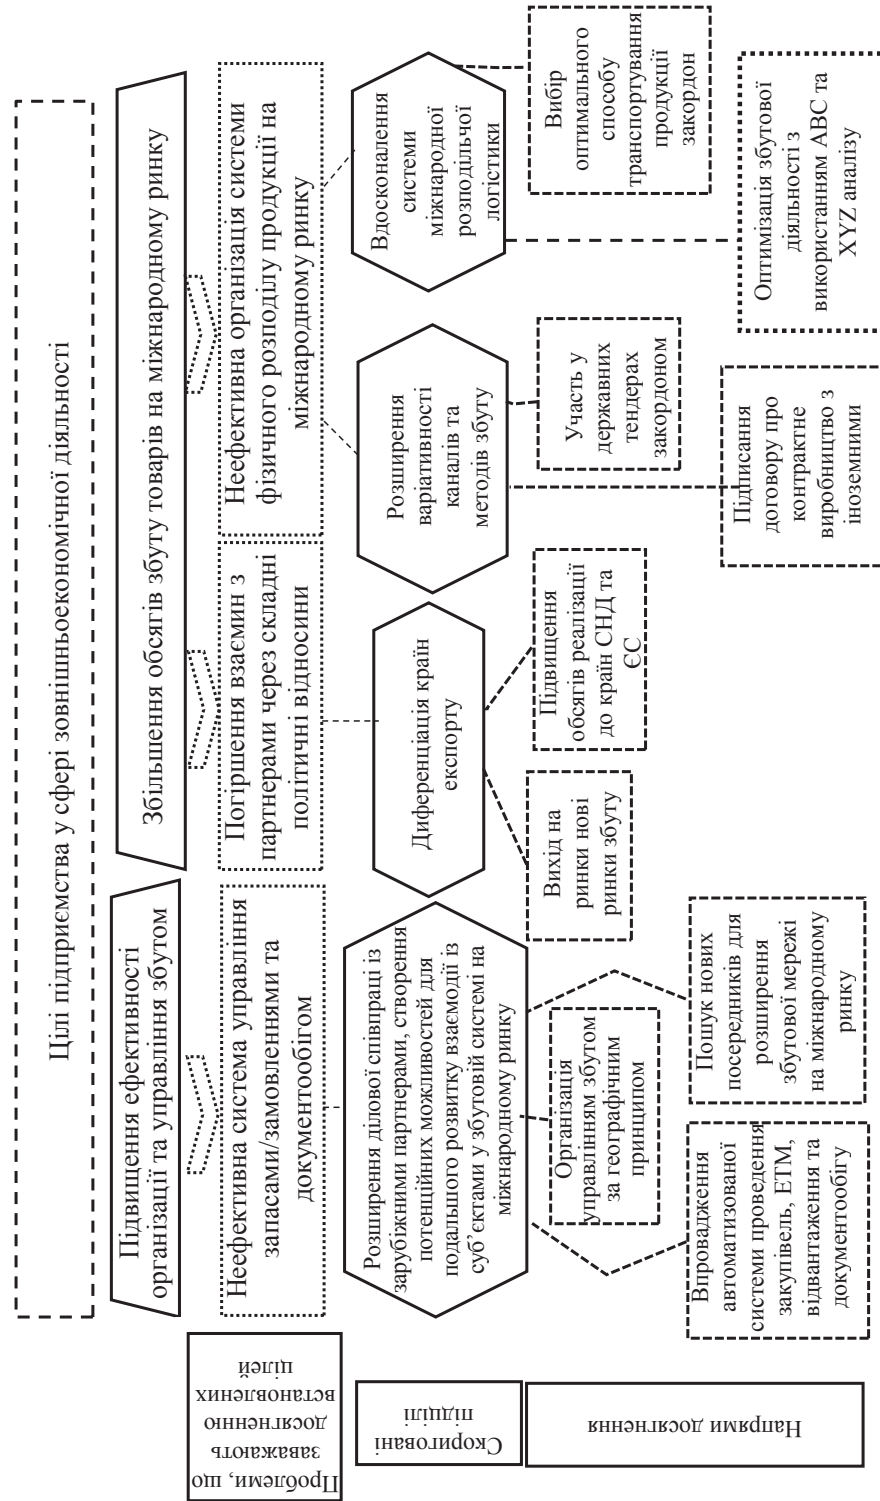 Цілі підприємства у сфері зовнішньоекономічної діяльності
Підвищення ефективності
організації та управління збутом
Збільшення обсягів збуту товарів на міжнародному ринку
Проблеми, що
заважають
досягненню
встановлених
цілей
Неефективна система управління
запасами/замовленнями та
документообігом
Погіршення взаємин з
партнерами через складні
політичні відносини
Неефективна організація системи
фізичного розподілу продукції на
міжнародному ринку
Скориговані
підцілі
Розширення ділової співпраці із
зарубіжними партнерами, створення
потенційних можливостей для
подальшого розвитку взаємодії із
суб’єктами у збутовій системі на
міжнародному ринку
Диференціація країн
експорту
Розширення
варіативності
каналів та
методів збуту
Вдосконалення
системи
міжнародної
розподільчої
логістики
Напрями досягнення
Організація
управлінням збутом
за географічним
принципом
Вихід на
ринки нові
ринки збуту
Підвищення
обсягів реалізації
до країн СНД та
ЄС
Участь у
державних
тендерах
закордоном
Вибір
оптимального
способу
транспортування
продукції
закордон
Впровадження
автоматизованої
системи проведення
закупівель, ЕТМ,
відвантаження та
документообігу
Пошук нових
посередників для
розширення
збутової мережі
на міжнародному
ринку
Підписання
договору про
контрактне
виробництво з
іноземними
Оптимізація збутової
діяльності з
використанням АВС та
XYZ аналізу